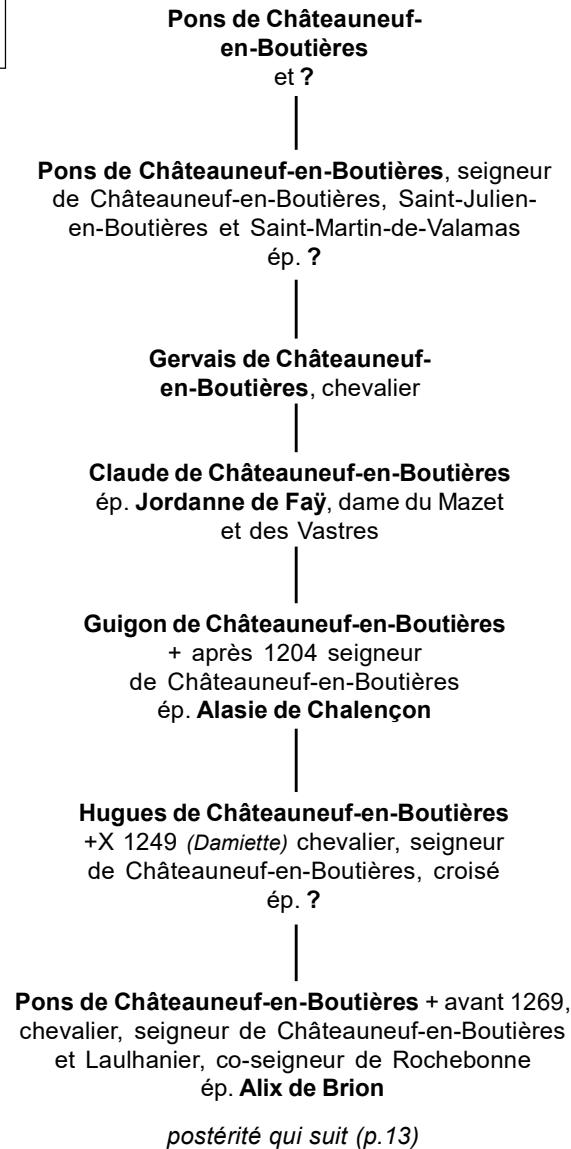 Pons de Châteauneuf-
en-Boutières
et ?
Pons de Châteauneuf-en-Boutières, seigneur
de Châteauneuf-en-Boutières, Saint-Julien-
en-Boutières et Saint-Martin-de-Valamas
ép. ?
Gervais de Châteauneuf-
en-Boutières, chevalier
Claude de Châteauneuf-en-Boutières
ép. Jordanne de Faÿ, dame du Mazet
et des Vastres
Guigon de Châteauneuf-en-Boutières
+ après 1204 seigneur
de Châteauneuf-en-Boutières
ép. Alasie de Chalençon
Hugues de Châteauneuf-en-Boutières
+X 1249 (Damiette) chevalier, seigneur
de Châteauneuf-en-Boutières, croisé
ép. ?
Pons de Châteauneuf-en-Boutières + avant 1269,
chevalier, seigneur de Châteauneuf-en-Boutières
et Laulhanier, co-seigneur de Rochebonne
ép. Alix de Brion
postérité qui suit (p.13)